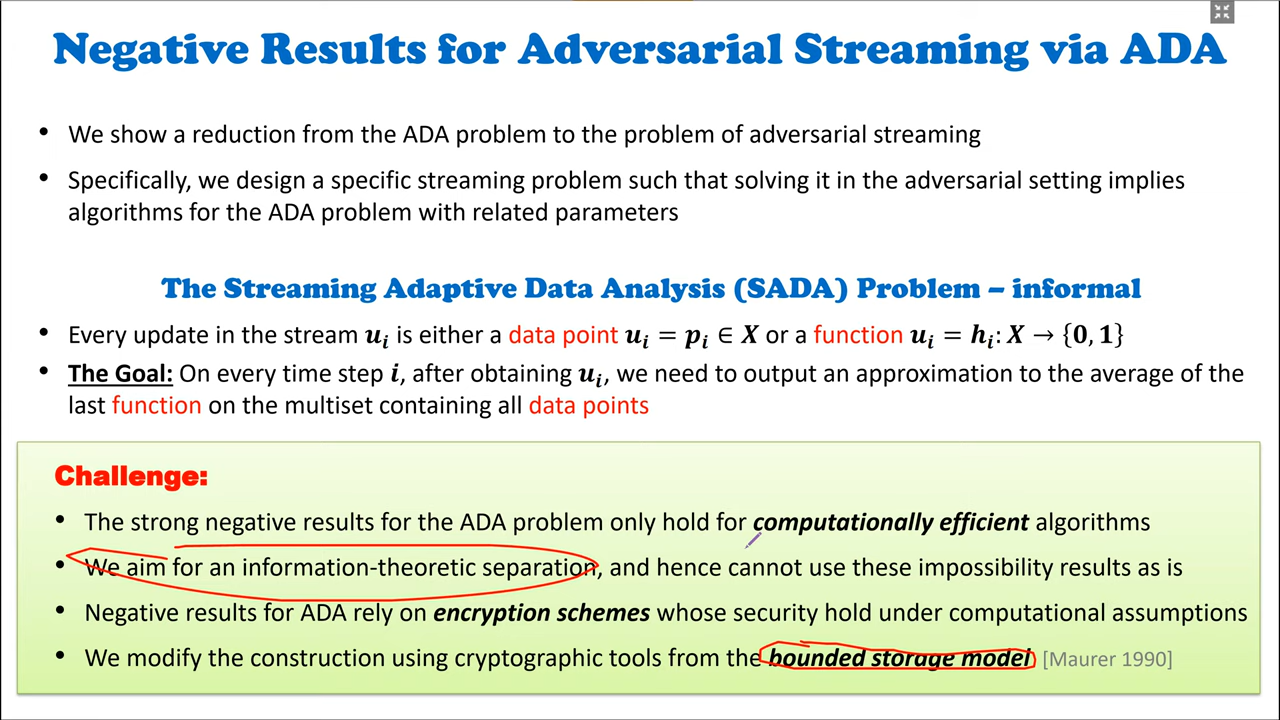 Negative Results for Adversarial Streaming via ADA
• We show a reduction from the ADA problem to the problem of adversarial streaming
• Specifically, we design a specific streaming problem such that solving it in the adversarial setting implies
algorithms for the ADA problem with related parameters
The Streaming Adaptive Data Analysis (SADA) Problem – informal
• Every update in the stream uᵢ is either a data point uᵢ = pᵢ ∈ X or a function uᵢ = hᵢ: X → {0, 1}
• The Goal: On every time step i, after obtaining uᵢ, we need to output an approximation to the average of the
last function on the multiset containing all data points
Challenge:
• The strong negative results for the ADA problem only hold for computationally efficient algorithms
• We aim for an information-theoretic separation, and hence cannot use these impossibility results as is
• Negative results for ADA rely on encryption schemes whose security hold under computational assumptions
• We modify the construction using cryptographic tools from the bounded storage model [Maurer 1990]